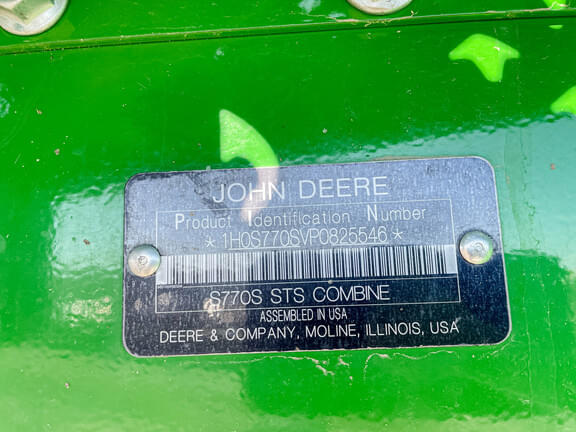 JOHN DEERE
Product Identification Number
*1H0S770SVP0825546*
S770S STS COMBINE
ASSEMBLED IN USA
DEERE & COMPANY, MOLINE, ILLINOIS, USA